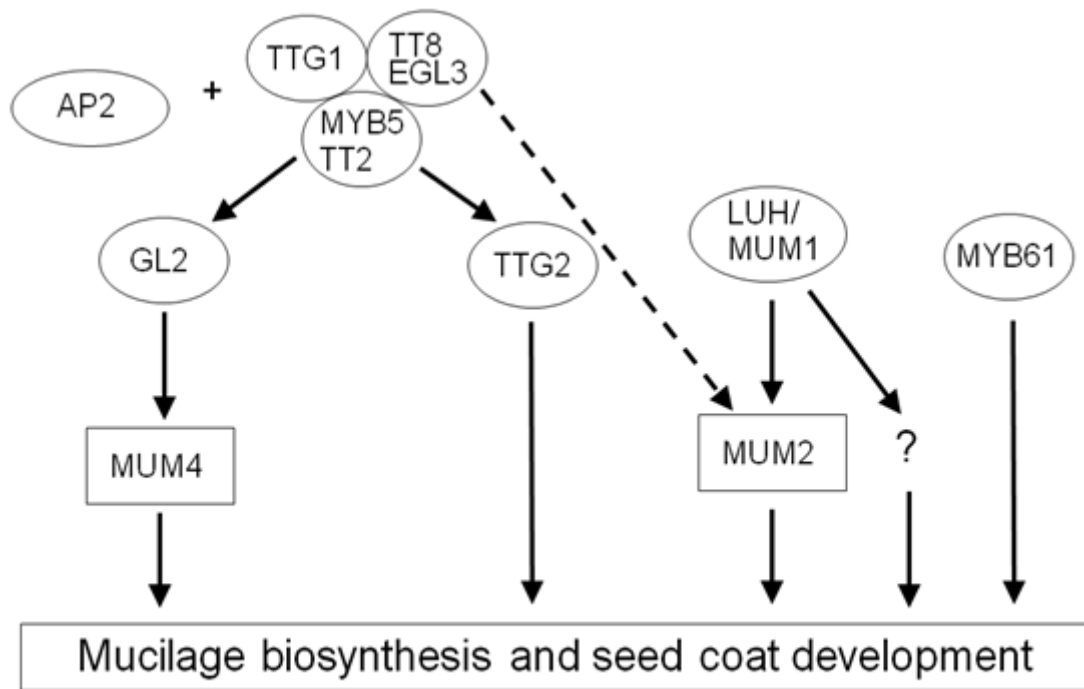 TTG1
TT8
EGL3
AP2
+
MYB5
TT2
GL2
TTG2
LUH/
MUM1
MYB61
MUM4
MUM2
?
Mucilage biosynthesis and seed coat development